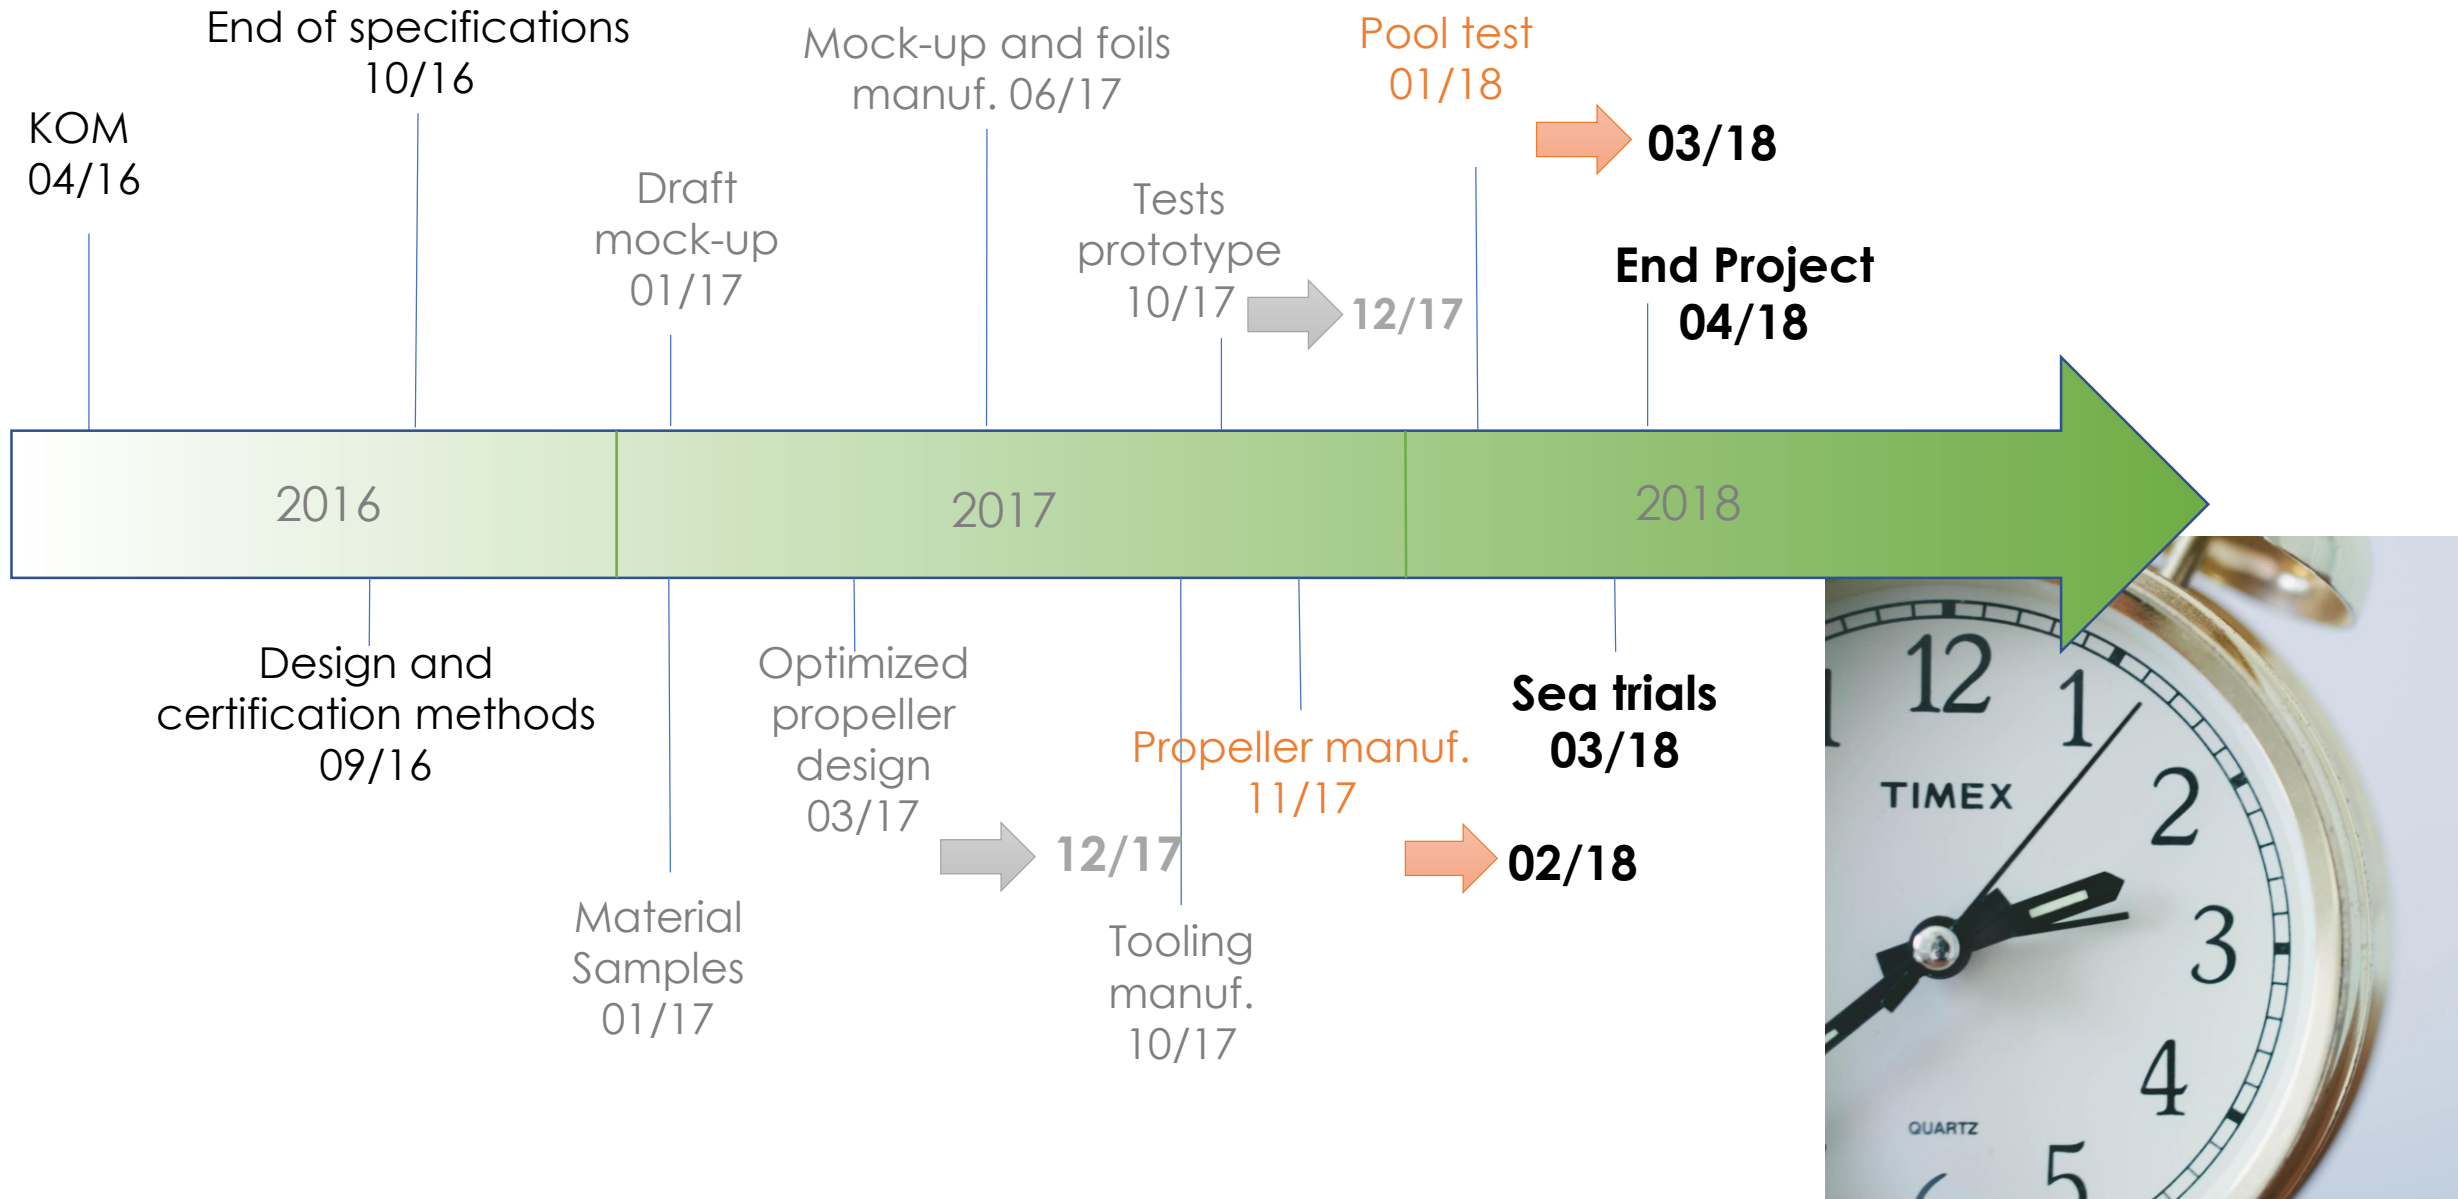 End of specifications
10/16
Mock-up and foils
manuf. 06/17
Pool test
01/18
03/18
KOM
04/16
Draft
mock-up
01/17
Tests
prototype
10/17
12/17
End Project
04/18
2016
2017
2018
Design and
certification methods
09/16
Optimized
propeller
design
03/17
12/17
Propeller manuf.
11/17
02/18
Sea trials
03/18
Material
Samples
01/17
Tooling
manuf.
10/17
12
1
2
3
4
5
TIMEX
QUARTZ